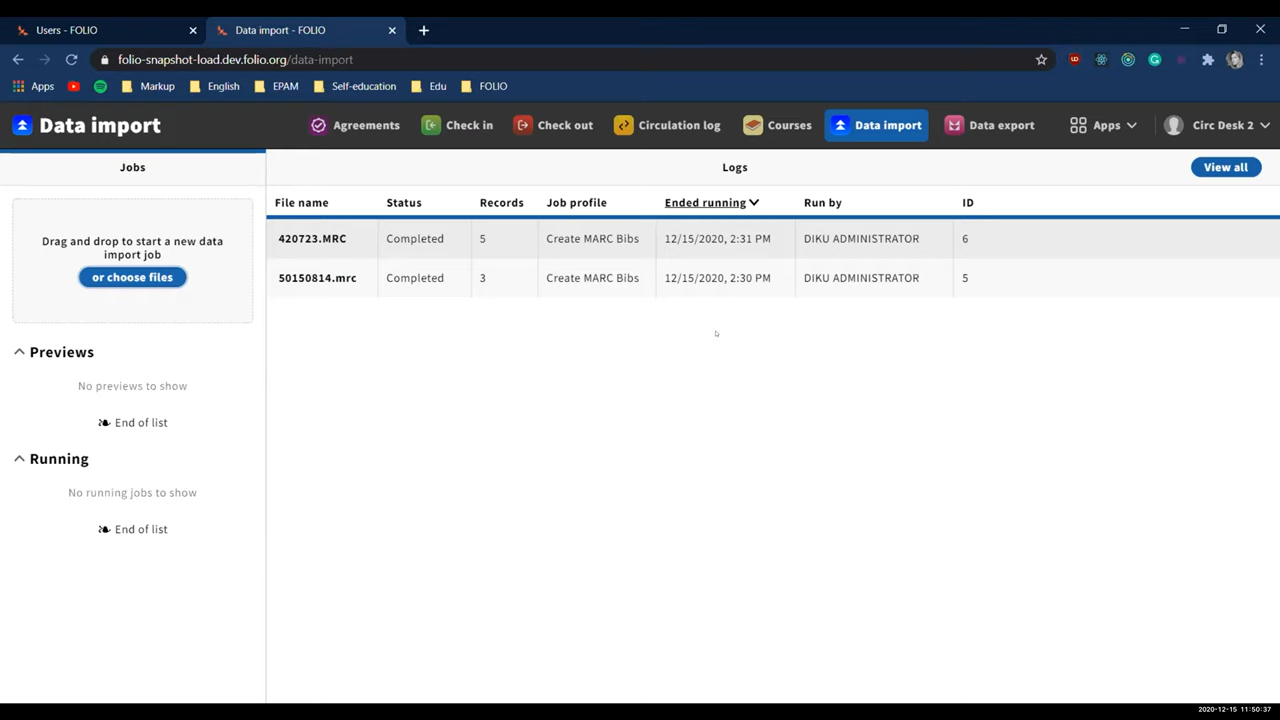 Users - FOLIO
Data import - FOLIO
folio-snapshot-load.dev.folio.org/data-import
Apps
Markup
English
EPAM
Self-education
Edu
FOLIO
Data import
Agreements
Check in
Check out
Circulation log
Courses
Data import
Data export
Apps
Circ Desk 2
Jobs
Logs
View all
Drag and drop to start a new data
import job
or choose files
File name Status Records Job profile Ended running Run by ID
420723.MRC Completed 5 Create MARC Bibs 12/15/2020, 2:31 PM DIKU ADMINISTRATOR 6
50150814.mrc Completed 3 Create MARC Bibs 12/15/2020, 2:30 PM DIKU ADMINISTRATOR 5
Previews
No previews to show
End of list
Running
No running jobs to show
End of list
2020-12-15 11:50:37